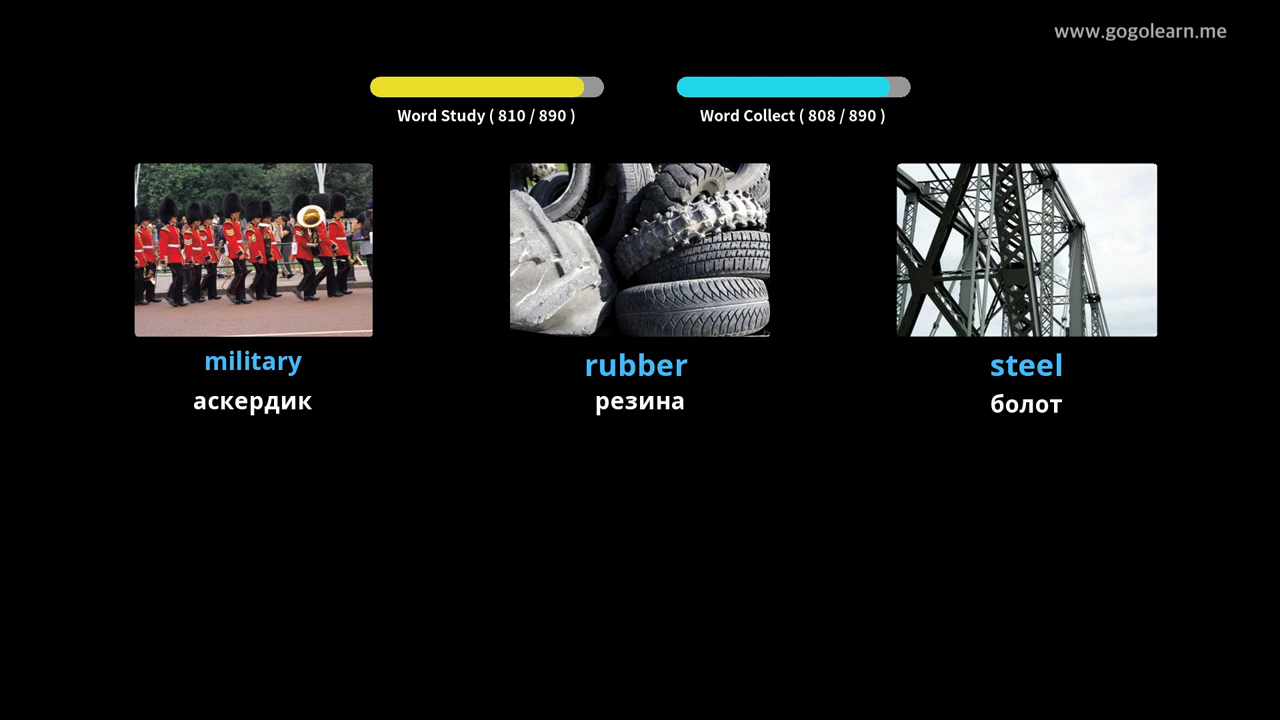 www.gogolearn.me
Word Study ( 810 / 890 )
Word Collect ( 808 / 890 )
military
rubber
steel
аскердик
резина
болот